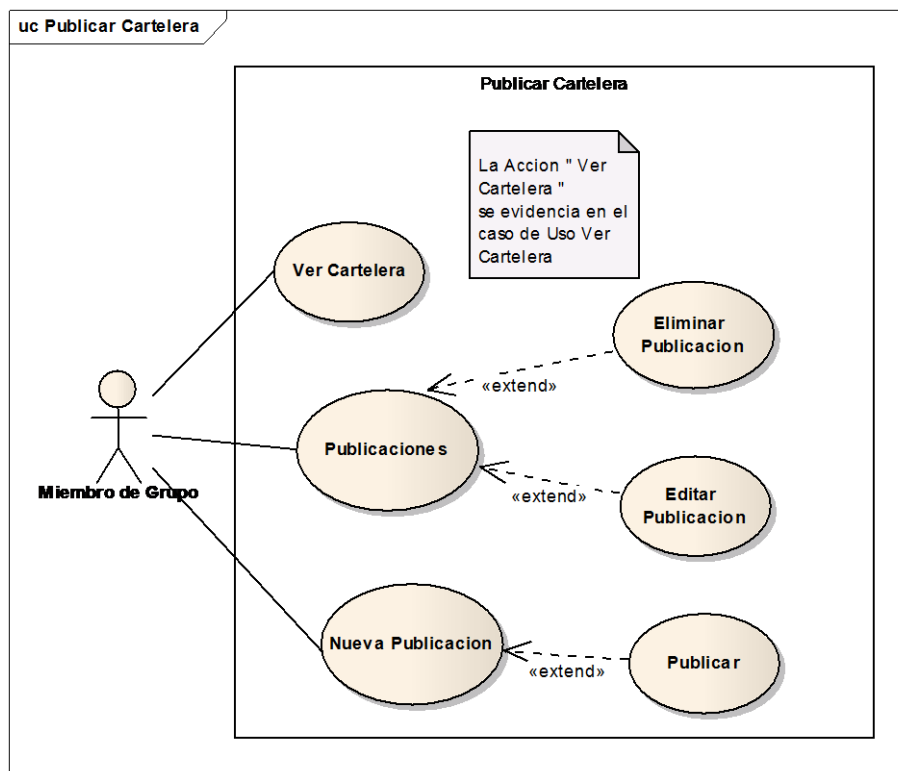 uc Publicar Cartelera
Publicar Cartelera
La Accion " Ver
Cartelera "
se evidencia en el
caso de Uso Ver
Cartelera
Ver Cartelera
Eliminar
Publicacion
«extend»
Publicaciones
Miembro de Grupo
«extend»
Editar
Publicacion
Nueva Publicacion
«extend»
Publicar